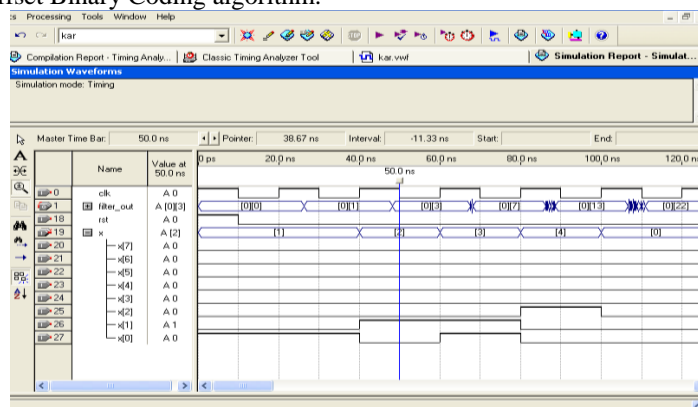 ffset Binary Coding algorithm.
s Processing Tools Window Help
kar
Compilation Report - Timing Analy... Classic Timing Analyzer Tool kar.vwf Simulation Report - Simulat...
Simulation Waveforms
Simulation mode: Timing
Master Time Bar: 50.0 ns Pointer: 38.67 ns Interval: -11.33 ns Start: End:
Name Value at 50.0 ns 0 ps 20.0 ns 40.0 ns 60.0 ns 80.0 ns 100.0 ns 120.0 n
50.0 ns
0 clk A 0
1 filter_out A [0][3] [0][0] [0][1] [0][3] [0][7] [0][13] [0][22]
18 rst A 0
19 x A [2] [1] [2] [3] [4] [0]
20 x[7] A 0
21 x[6] A 0
22 x[5] A 0
23 x[4] A 0
24 x[3] A 0
25 x[2] A 0
26 x[1] A 1
27 x[0] A 0